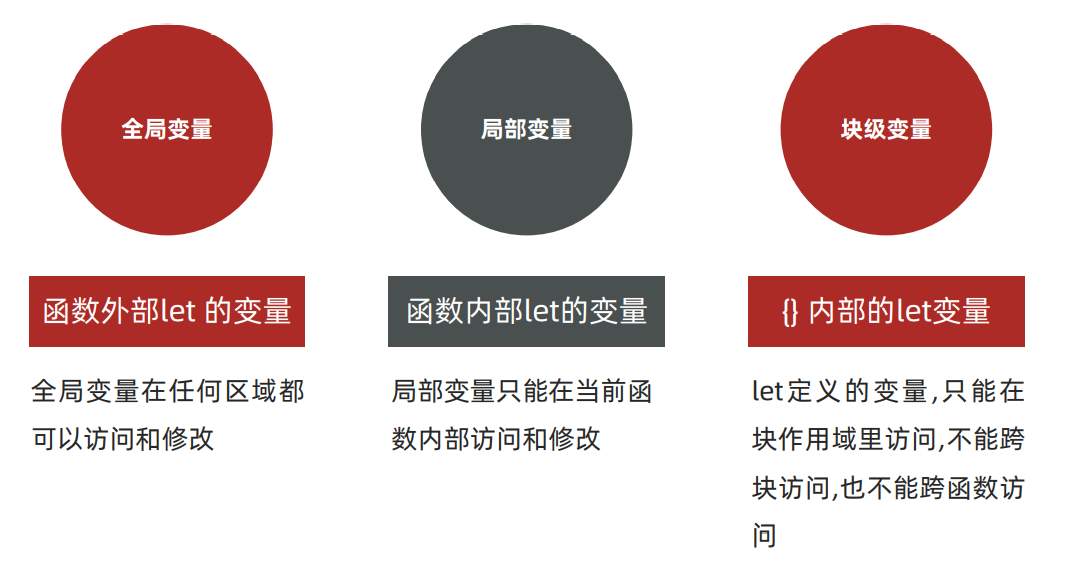 全局变量
局部变量
块级变量
函数外部let 的变量
函数内部let的变量
{} 内部的let变量
全局变量在任何区域都
可以访问和修改
局部变量只能在当前函
数内部访问和修改
let定义的变量,只能在
块作用域里访问,不能跨
块访问,也不能跨函数访
问